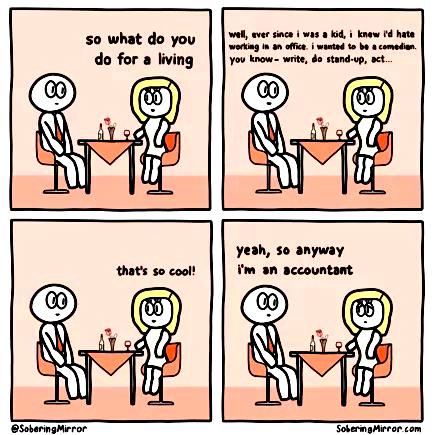 so what do you
do for a living
well, ever since i was a kid, i knew i'd hate
working in an office. i wanted to be a comedian.
you know- write, do stand-up, act...
that's so cool!
yeah, so anyway
i'm an accountant
@SoberingMirror
SoberingMirror.com